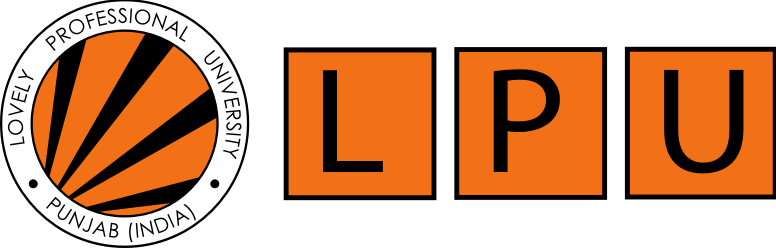 LOVELY PROFESSIONAL UNIVERSITY
PUNJAB (INDIA)
L P U